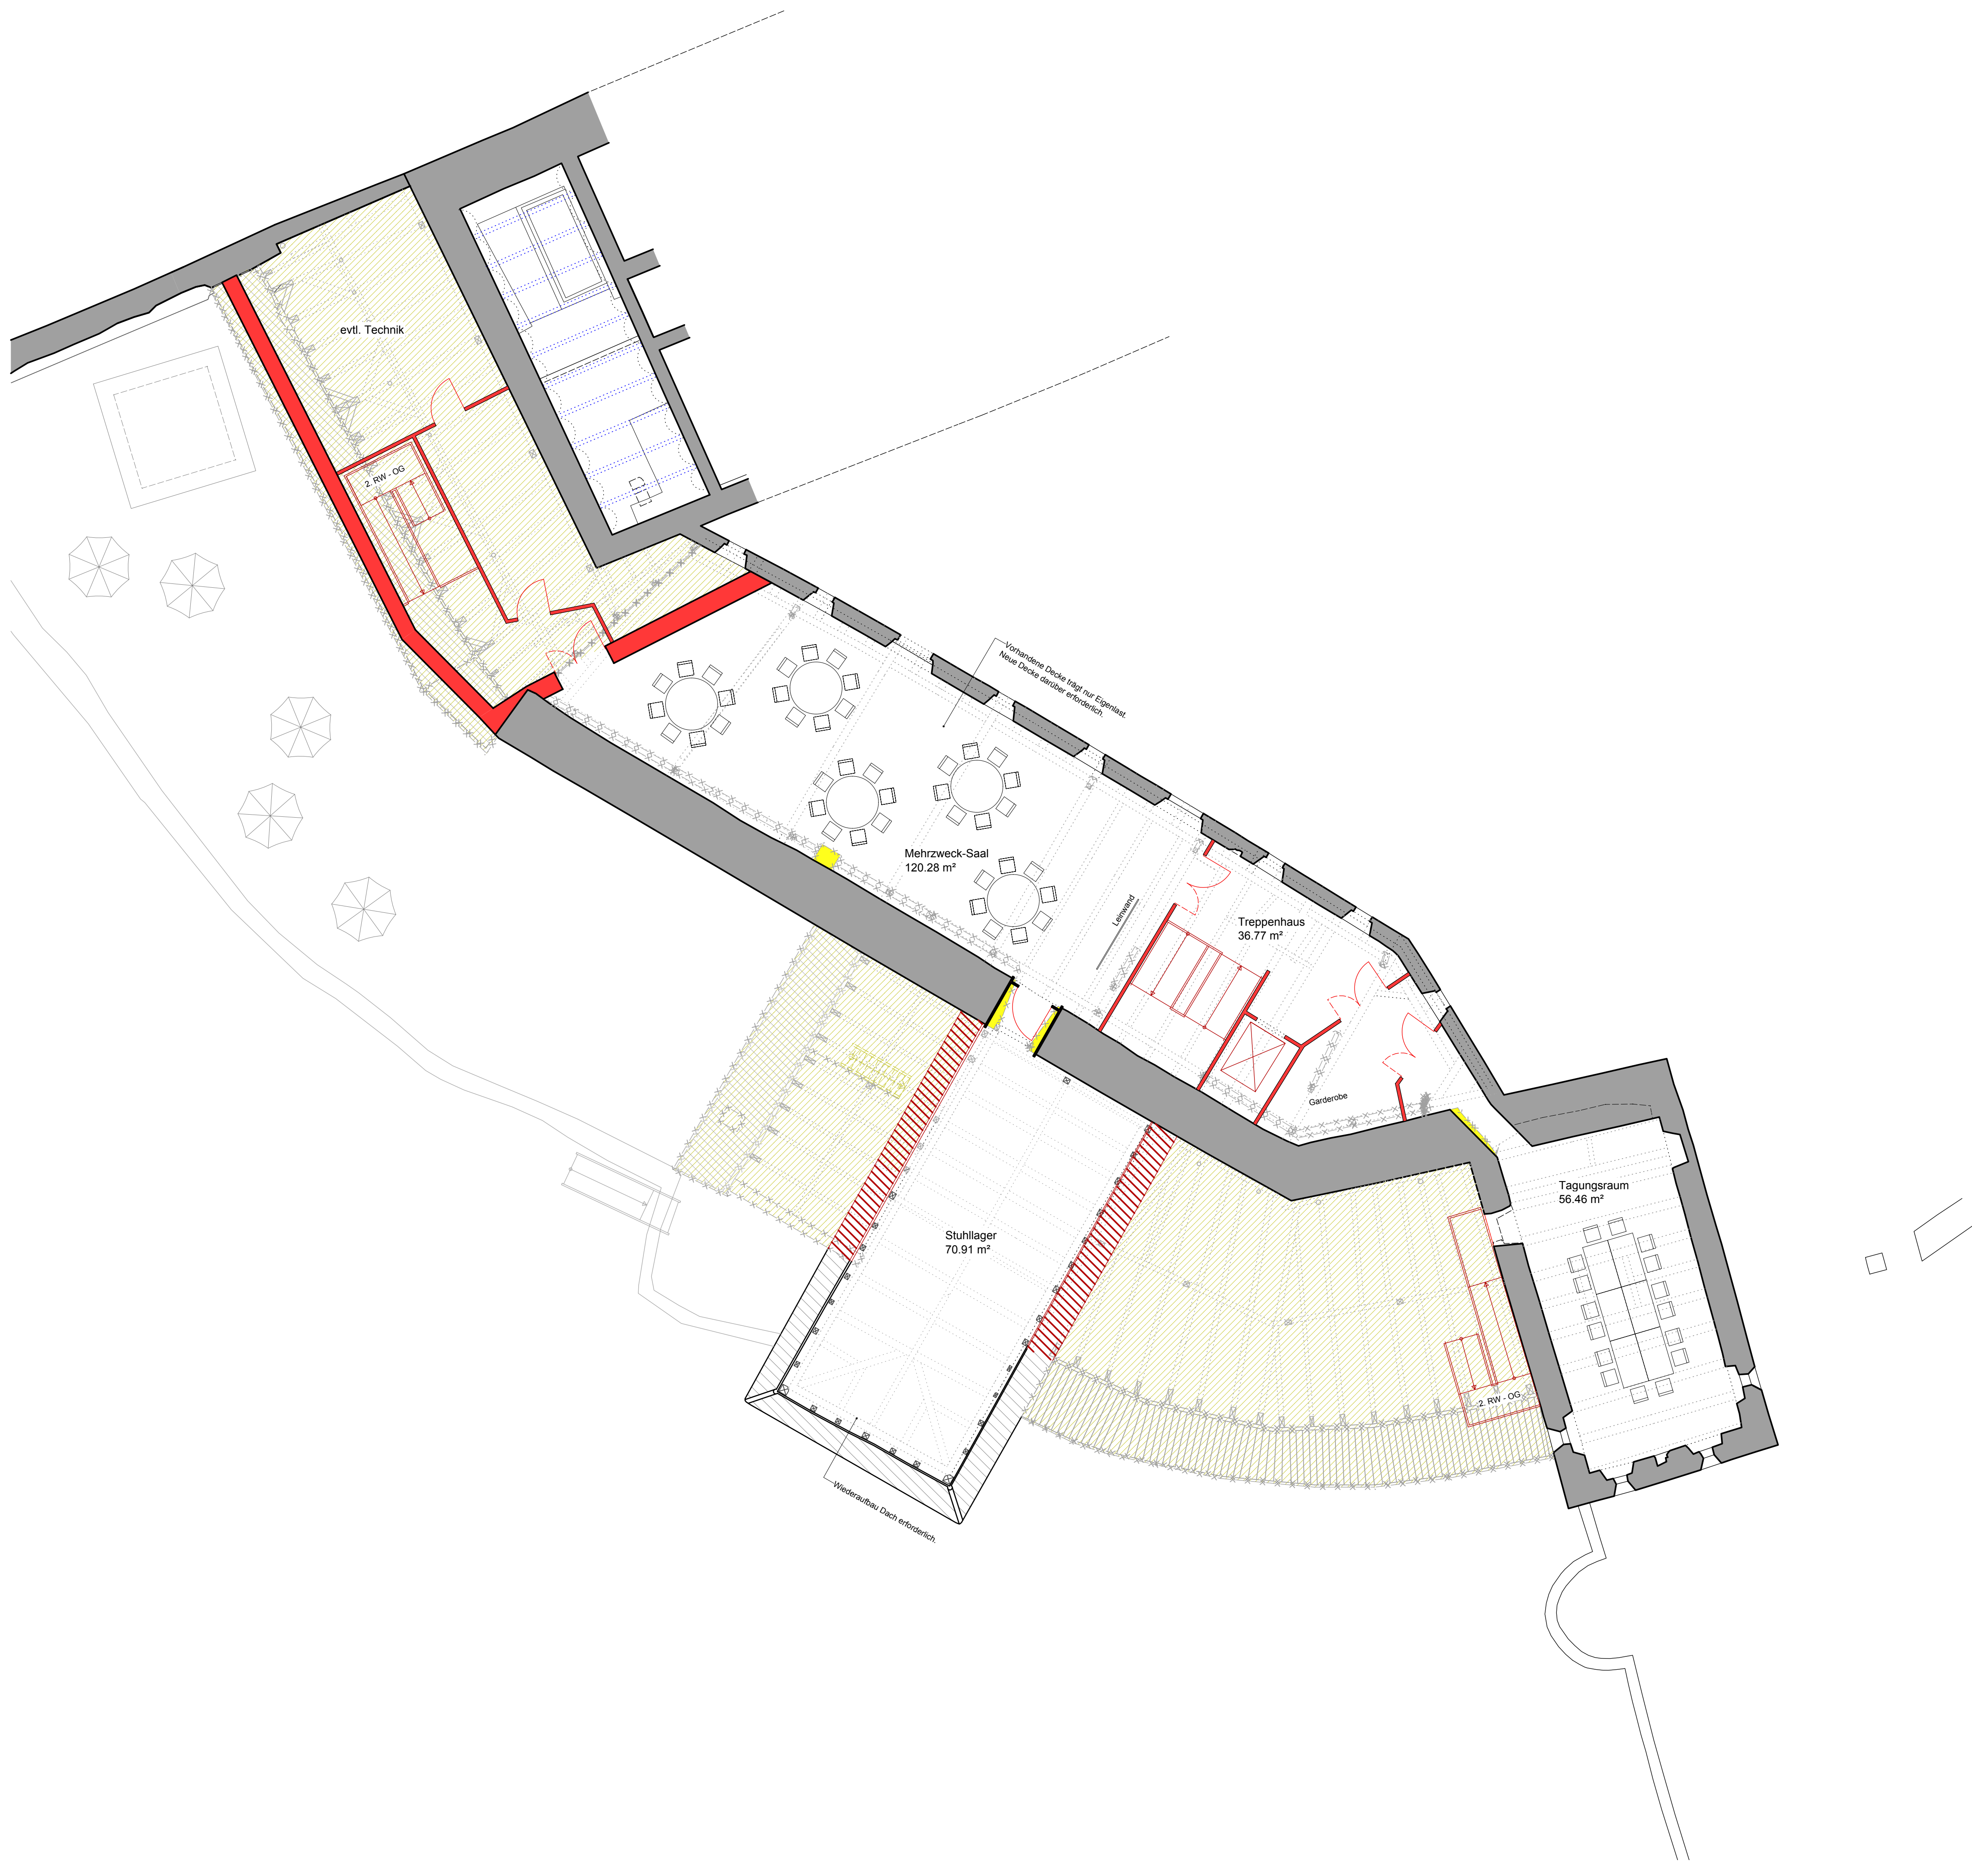 evtl. Technik
2. RW - OG
Vorhandene Decke trägt nur Eigenlast.
Neue Decke darüber erforderlich.
Mehrzweck-Saal
120.28 m²
Leinwand
Treppenhaus
36.77 m²
Garderobe
Tagungsraum
56.46 m²
Stuhllager
70.91 m²
2. RW - OG
Wiederaufbau Dach erforderlich.